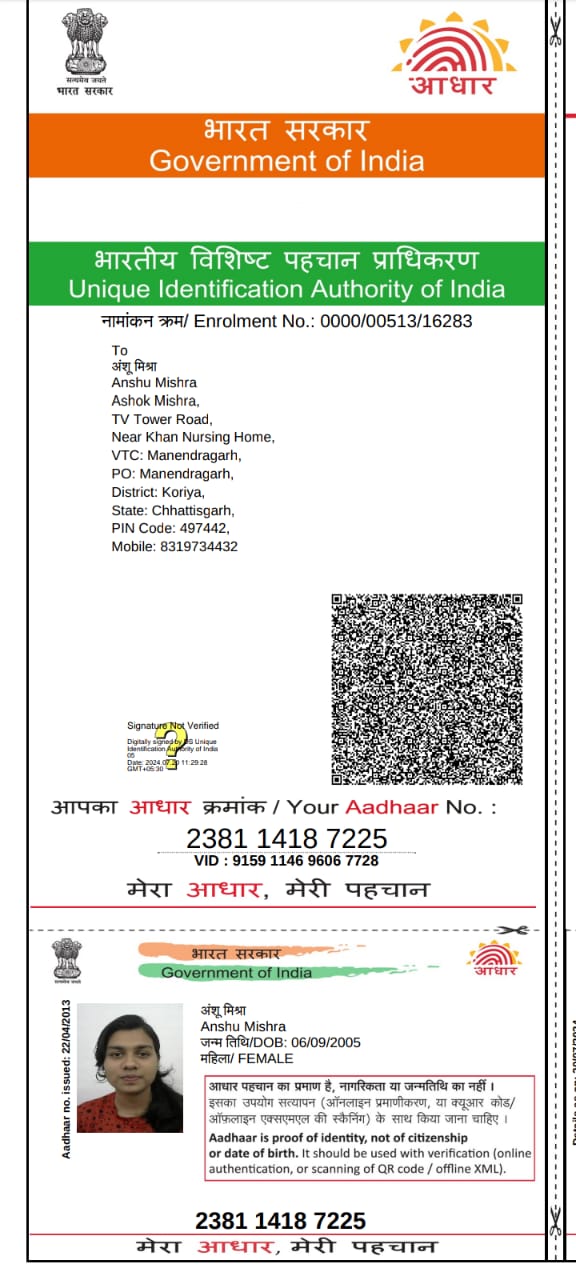 सत्यमेव जयते
भारत सरकार
आधार
भारत सरकार
Government of India
भारतीय विशिष्ट पहचान प्राधिकरण
Unique Identification Authority of India
नामांकन क्रम/ Enrolment No.: 0000/00513/16283
To
अंशू मिश्रा
Anshu Mishra
Ashok Mishra,
TV Tower Road,
Near Khan Nursing Home,
VTC: Manendragarh,
PO: Manendragarh,
District: Koriya,
State: Chhattisgarh,
PIN Code: 497442,
Mobile: 8319734432
Signature Not Verified
Digitally signed by DS Unique
Identification Authority of India
05
Date: 2024.07.20 11:29:28
GMT+05:30
आपका आधार क्रमांक / Your Aadhaar No. :
2381 1418 7225
VID : 9159 1146 9606 7728
मेरा आधार, मेरी पहचान
सत्यमेव जयते
भारत सरकार
Government of India
आधार
Aadhaar no. issued: 22/04/2013
अंशू मिश्रा
Anshu Mishra
जन्म तिथि/DOB: 06/09/2005
महिला/ FEMALE
आधार पहचान का प्रमाण है, नागरिकता या जन्मतिथि का नहीं ।
इसका उपयोग सत्यापन (ऑनलाइन प्रमाणीकरण, या क्यूआर कोड/
ऑफ़लाइन एक्सएमएल की स्कैनिंग) के साथ किया जाना चाहिए ।
Aadhaar is proof of identity, not of citizenship
or date of birth. It should be used with verification (online
authentication, or scanning of QR code / offline XML).
2381 1418 7225
मेरा आधार, मेरी पहचान